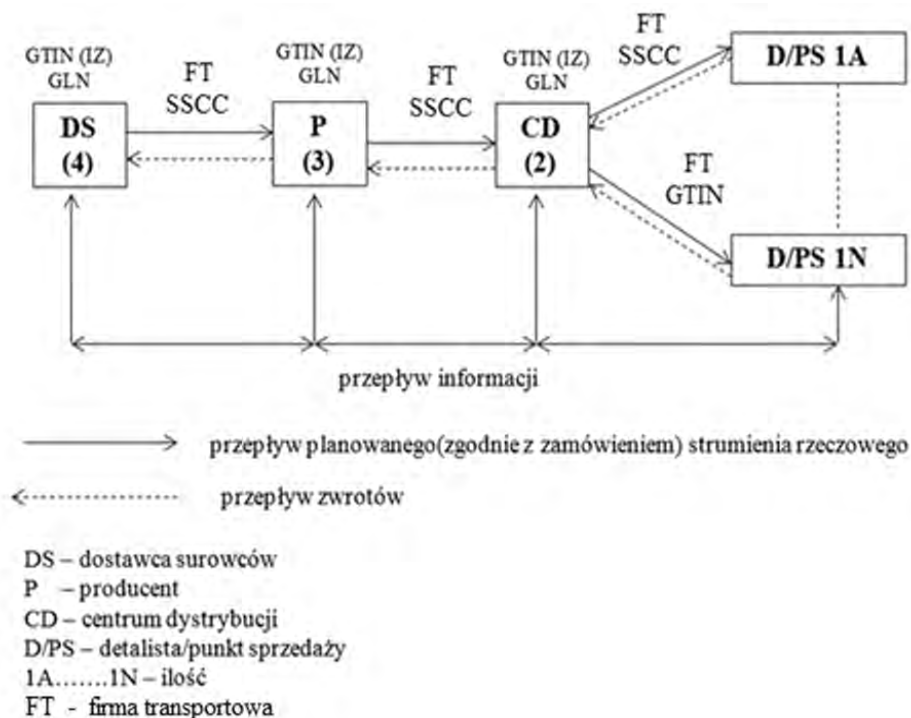 GTIN (IZ)
GLN
DS
(4)
FT
SSCC
GTIN (IZ)
GLN
P
(3)
FT
SSCC
GTIN (IZ)
GLN
CD
(2)
FT
SSCC
D/PS 1A
FT
GTIN
D/PS 1N
przepływ informacji
przepływ planowanego(zgodnie z zamówieniem) strumienia rzeczowego
przepływ zwrotów
DS – dostawca surowców
P – producent
CD – centrum dystrybucji
D/PS – detalista/punkt sprzedaży
1A.......1N – ilość
FT - firma transportowa